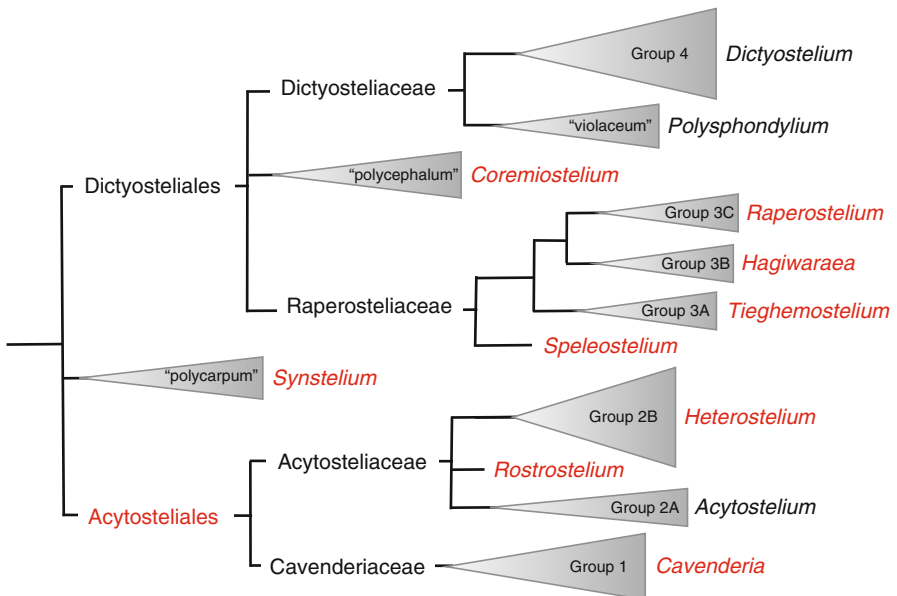 Group 4 Dictyostelium
Dictyosteliaceae
"violaceum" Polysphondylium
Dictyosteliales
"polycephalum" Coremiostelium
Group 3C Raperostelium
Group 3B Hagiwaraea
Raperosteliaceae
Group 3A Tieghemostelium
Speleostelium
"polycarpum" Synstelium
Group 2B Heterostelium
Acytosteliaceae
Rostrostelium
Group 2A Acytostelium
Acytosteliales
Cavenderiaceae
Group 1 Cavenderia